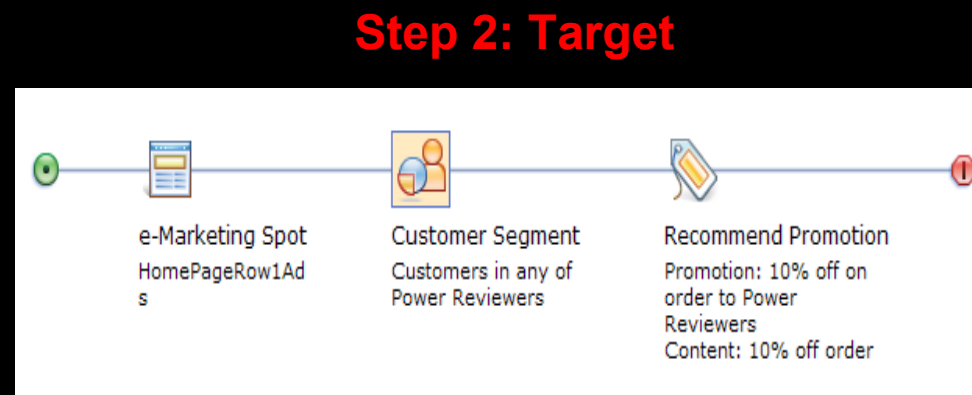 Step 2: Target
e-Marketing Spot
HomePageRow1Ad
s
Customer Segment
Customers in any of
Power Reviewers
Recommend Promotion
Promotion: 10% off on
order to Power
Reviewers
Content: 10% off order